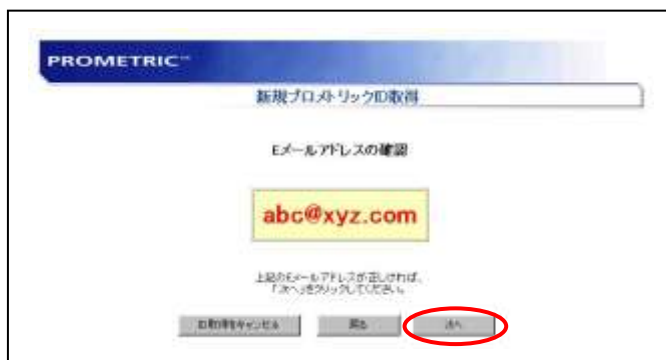 PROMETRIC℠
新規プロメトリックID取得
Eメールアドレスの確認
abc@xyz.com
上記のEメールアドレスが正しければ、
「次へ」をクリックしてください。
ID取得をキャンセル
戻る
次へ